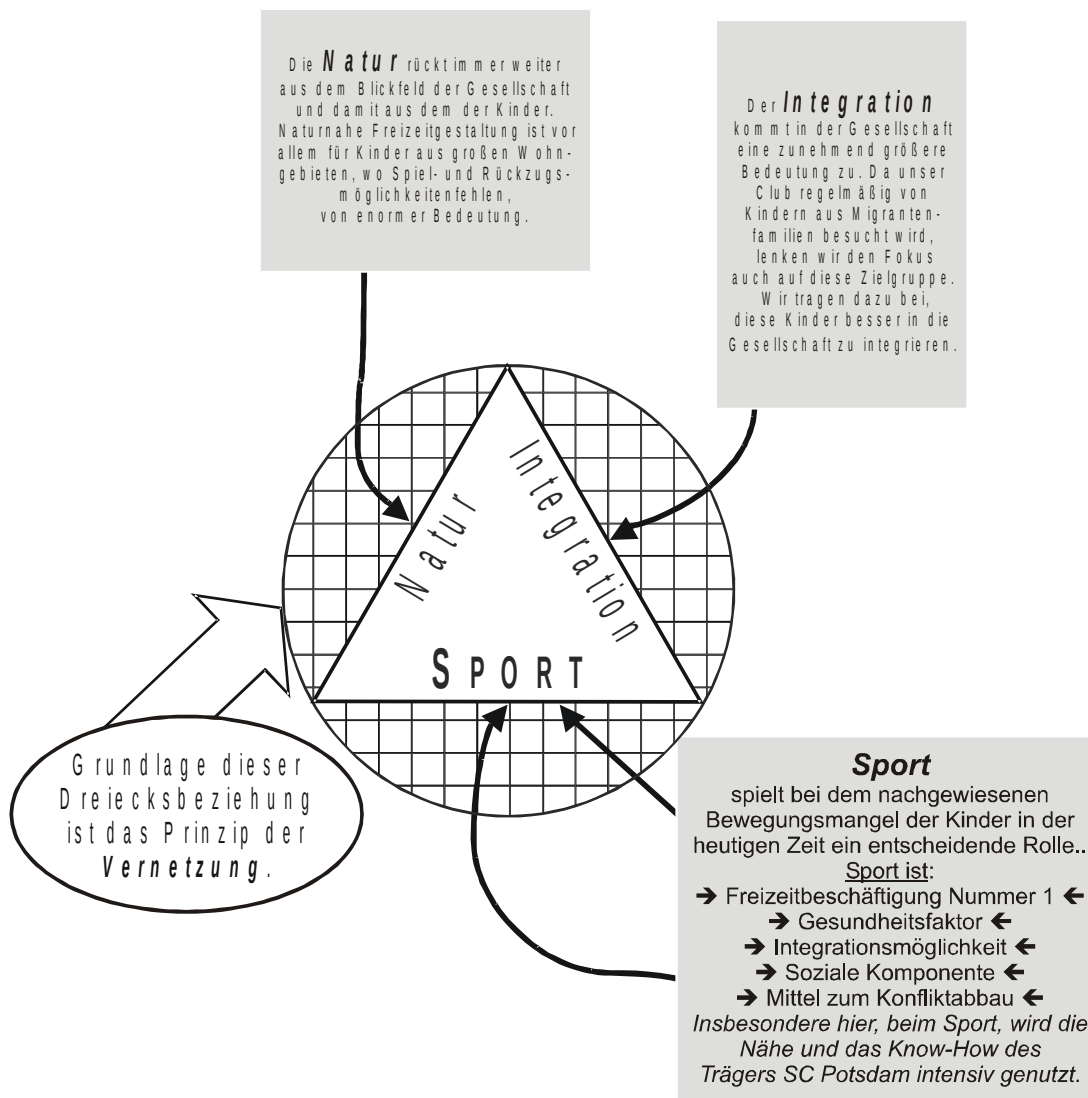 Die Natur rückt immer weiter
aus dem Blickfeld der Gesellschaft
und damit aus dem der Kinder.
Naturnahe Freizeitgestaltung ist vor
allem für Kinder aus großen Wohn-
gebieten, wo Spiel- und Rückzugs-
möglichkeiten fehlen,
von enormer Bedeutung.
Der Integration
kommt in der Gesellschaft
eine zunehmend größere
Bedeutung zu. Da unser
Club regelmäßig von
Kindern aus Migranten-
familien besucht wird,
lenken wir den Fokus
auch auf diese Zielgruppe.
Wir tragen dazu bei,
diese Kinder besser in die
Gesellschaft zu integrieren.
Natur
Integration
SPORT
Grundlage dieser
Dreiecksbeziehung
ist das Prinzip der
Vernetzung.
Sport
spielt bei dem nachgewiesenen
Bewegungsmangel der Kinder in der
heutigen Zeit ein entscheidende Rolle..
Sport ist:
➔ Freizeitbeschäftigung Nummer 1 🡰
➔ Gesundheitsfaktor 🡰
➔ Integrationsmöglichkeit 🡰
➔ Soziale Komponente 🡰
➔ Mittel zum Konfliktabbau 🡰
Insbesondere hier, beim Sport, wird die
Nähe und das Know-How des
Trägers SC Potsdam intensiv genutzt.